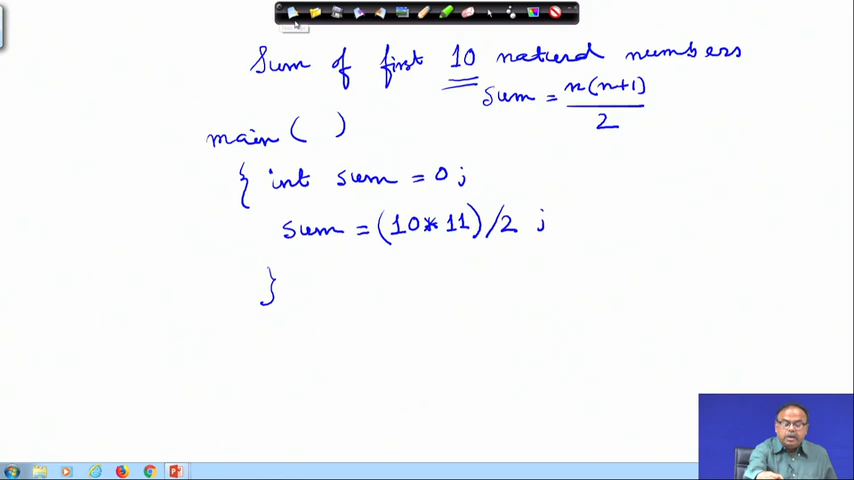 Sum of first 10 natural numbers
Sum = n(n+1)/2
main ( )
{ int sum = 0;
sum = (10*11)/2 ;
}